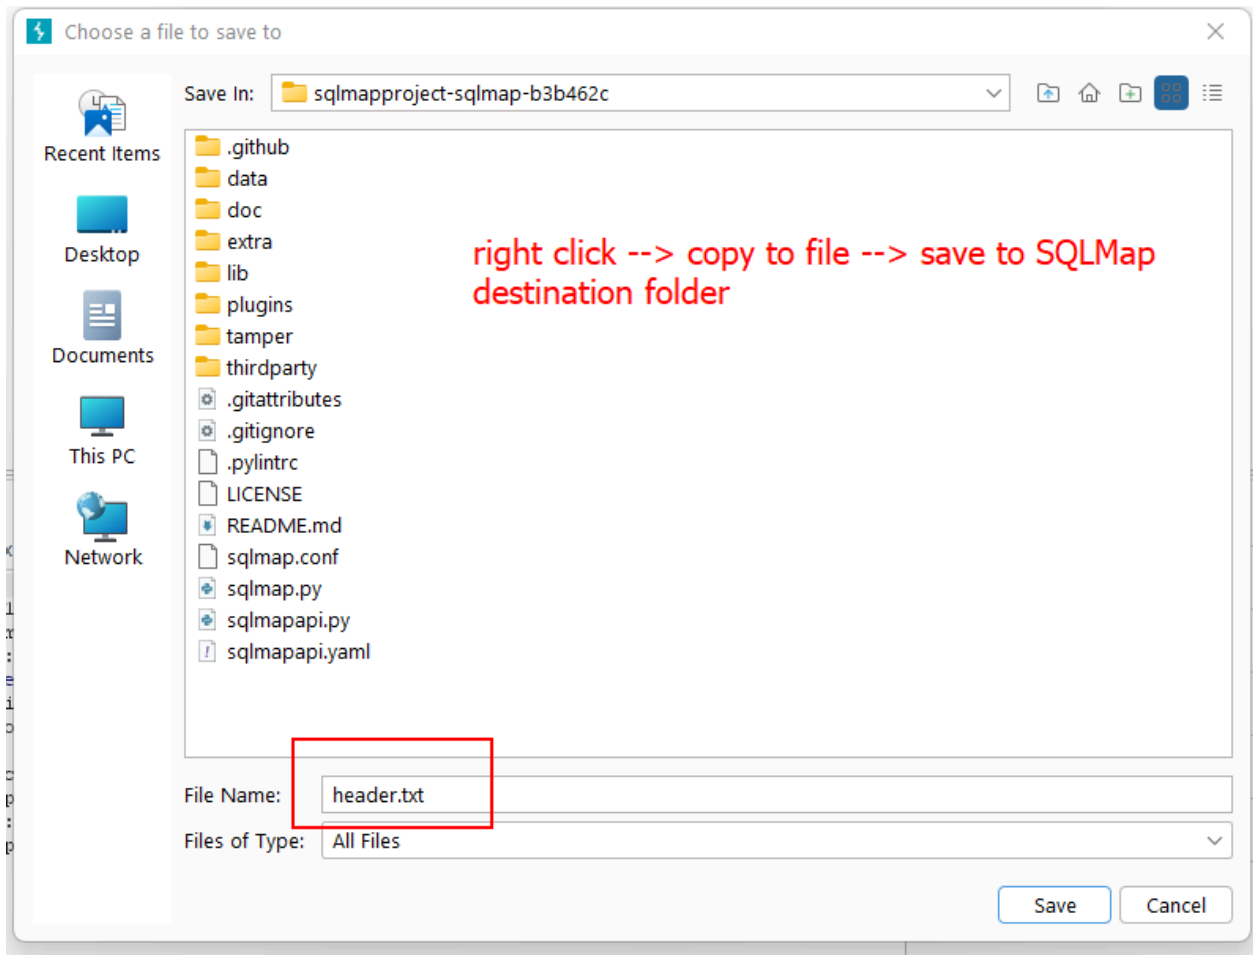 Choose a file to save to
Save In: sqlmapproject-sqlmap-b3b462c
Recent Items
Desktop
Documents
This PC
Network
.github
data
doc
extra
lib
plugins
tamper
thirdparty
.gitattributes
.gitignore
.pylintrc
LICENSE
README.md
sqlmap.conf
sqlmap.py
sqlmapapi.py
sqlmapapi.yaml
right click --> copy to file --> save to SQLMap
destination folder
File Name: header.txt
Files of Type: All Files
Save Cancel